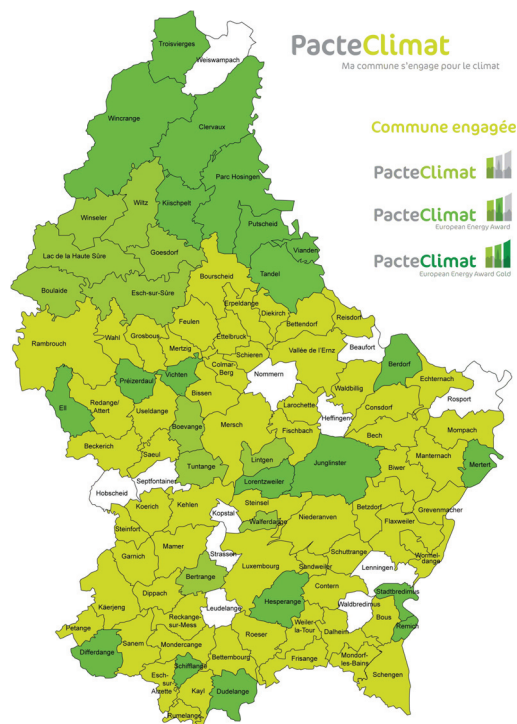 PacteClimat
Ma commune s'engage pour le climat
Commune engagée
PacteClimat
PacteClimat
European Energy Award
PacteClimat
European Energy Award Gold
Troisvierges
Weiswampach
Wincrange
Clervaux
Parc Hosingen
Wiltz
Kiischpelt
Winseler
Putscheid
Goesdorf
Lac de la Haute Sûre
Vianden
Tandel
Bourscheid
Boulaide
Esch-sur-Sûre
Erpeldange
Reisdorf
Diekirch
Bettendorf
Feulen
Wahl
Grosbous
Ettelbruck
Rambrouch
Mertzig
Schieren
Vallée de l'Ernz
Beaufort
Berdorf
Vichten
Colmar-
Berg
Préizerdaul
Nommern
Waldbillig
Echternach
Ell
Redange/
Attert
Useldange
Bissen
Larochette
Consdorf
Rosport
Boevange
Mersch
Heffingen
Fischbach
Mompach
Beckerich
Saeul
Bech
Manternach
Tuntange
Lintgen
Junglinster
Biwer
Mertert
Septfontaines
Lorentzweiler
Hobscheid
Koerich
Kehlen
Steinsel
Betzdorf
Grevenmacher
Kopstal
Walferdange
Niederanven
Flaxweiler
Steinfort
Strassen
Wormel-
dange
Garnich
Mamer
Luxembourg
Schuttrange
Sandweiler
Lenningen
Bertrange
Contern
Stadtbredimus
Dippach
Leudelange
Hesperange
Waldbredimus
Käerjeng
Reckange-
sur-Mess
Bous
Remich
Petange
Roeser
Weiler-
la-Tour
Dalheim
Differdange
Sanem
Mondercange
Bettembourg
Frisange
Mondorf-
les-Bains
Schifflange
Schengen
Esch-
sur-
Alzette
Kayl
Dudelange
Rumelange